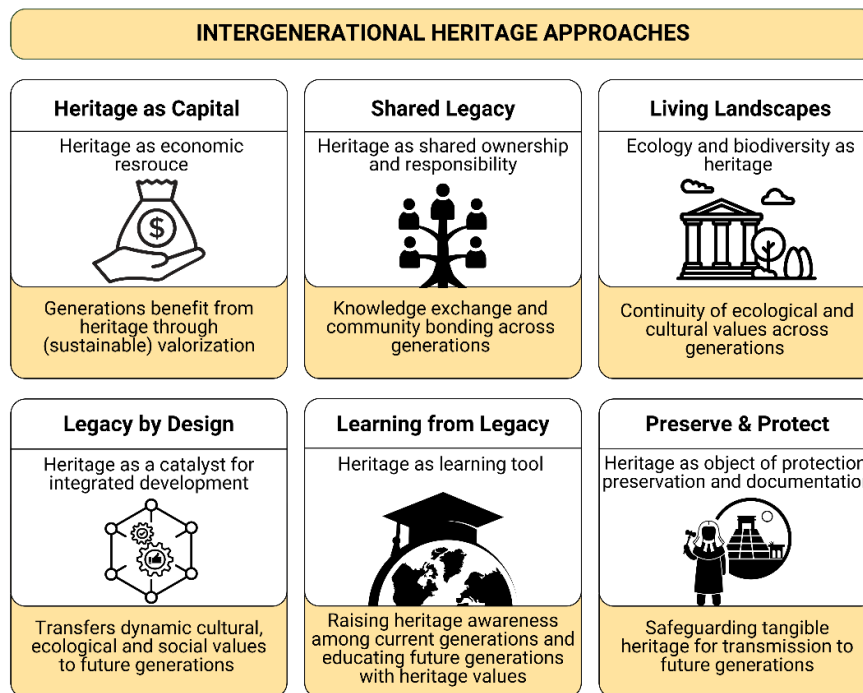 INTERGENERATIONAL HERITAGE APPROACHES
Heritage as Capital
Heritage as economic
resrouce
$
Generations benefit from
heritage through
(sustainable) valorization
Shared Legacy
Heritage as shared ownership
and responsibility
Knowledge exchange and
community bonding across
generations
Living Landscapes
Ecology and biodiversity as
heritage
Continuity of ecological and
cultural values across
generations
Legacy by Design
Heritage as a catalyst for
integrated development
Transfers dynamic cultural,
ecological and social values
to future generations
Learning from Legacy
Heritage as learning tool
Raising heritage awareness
among current generations and
educating future generations
with heritage values
Preserve & Protect
Heritage as object of protection
preservation and documentation
Safeguarding tangible
heritage for transmission to
future generations